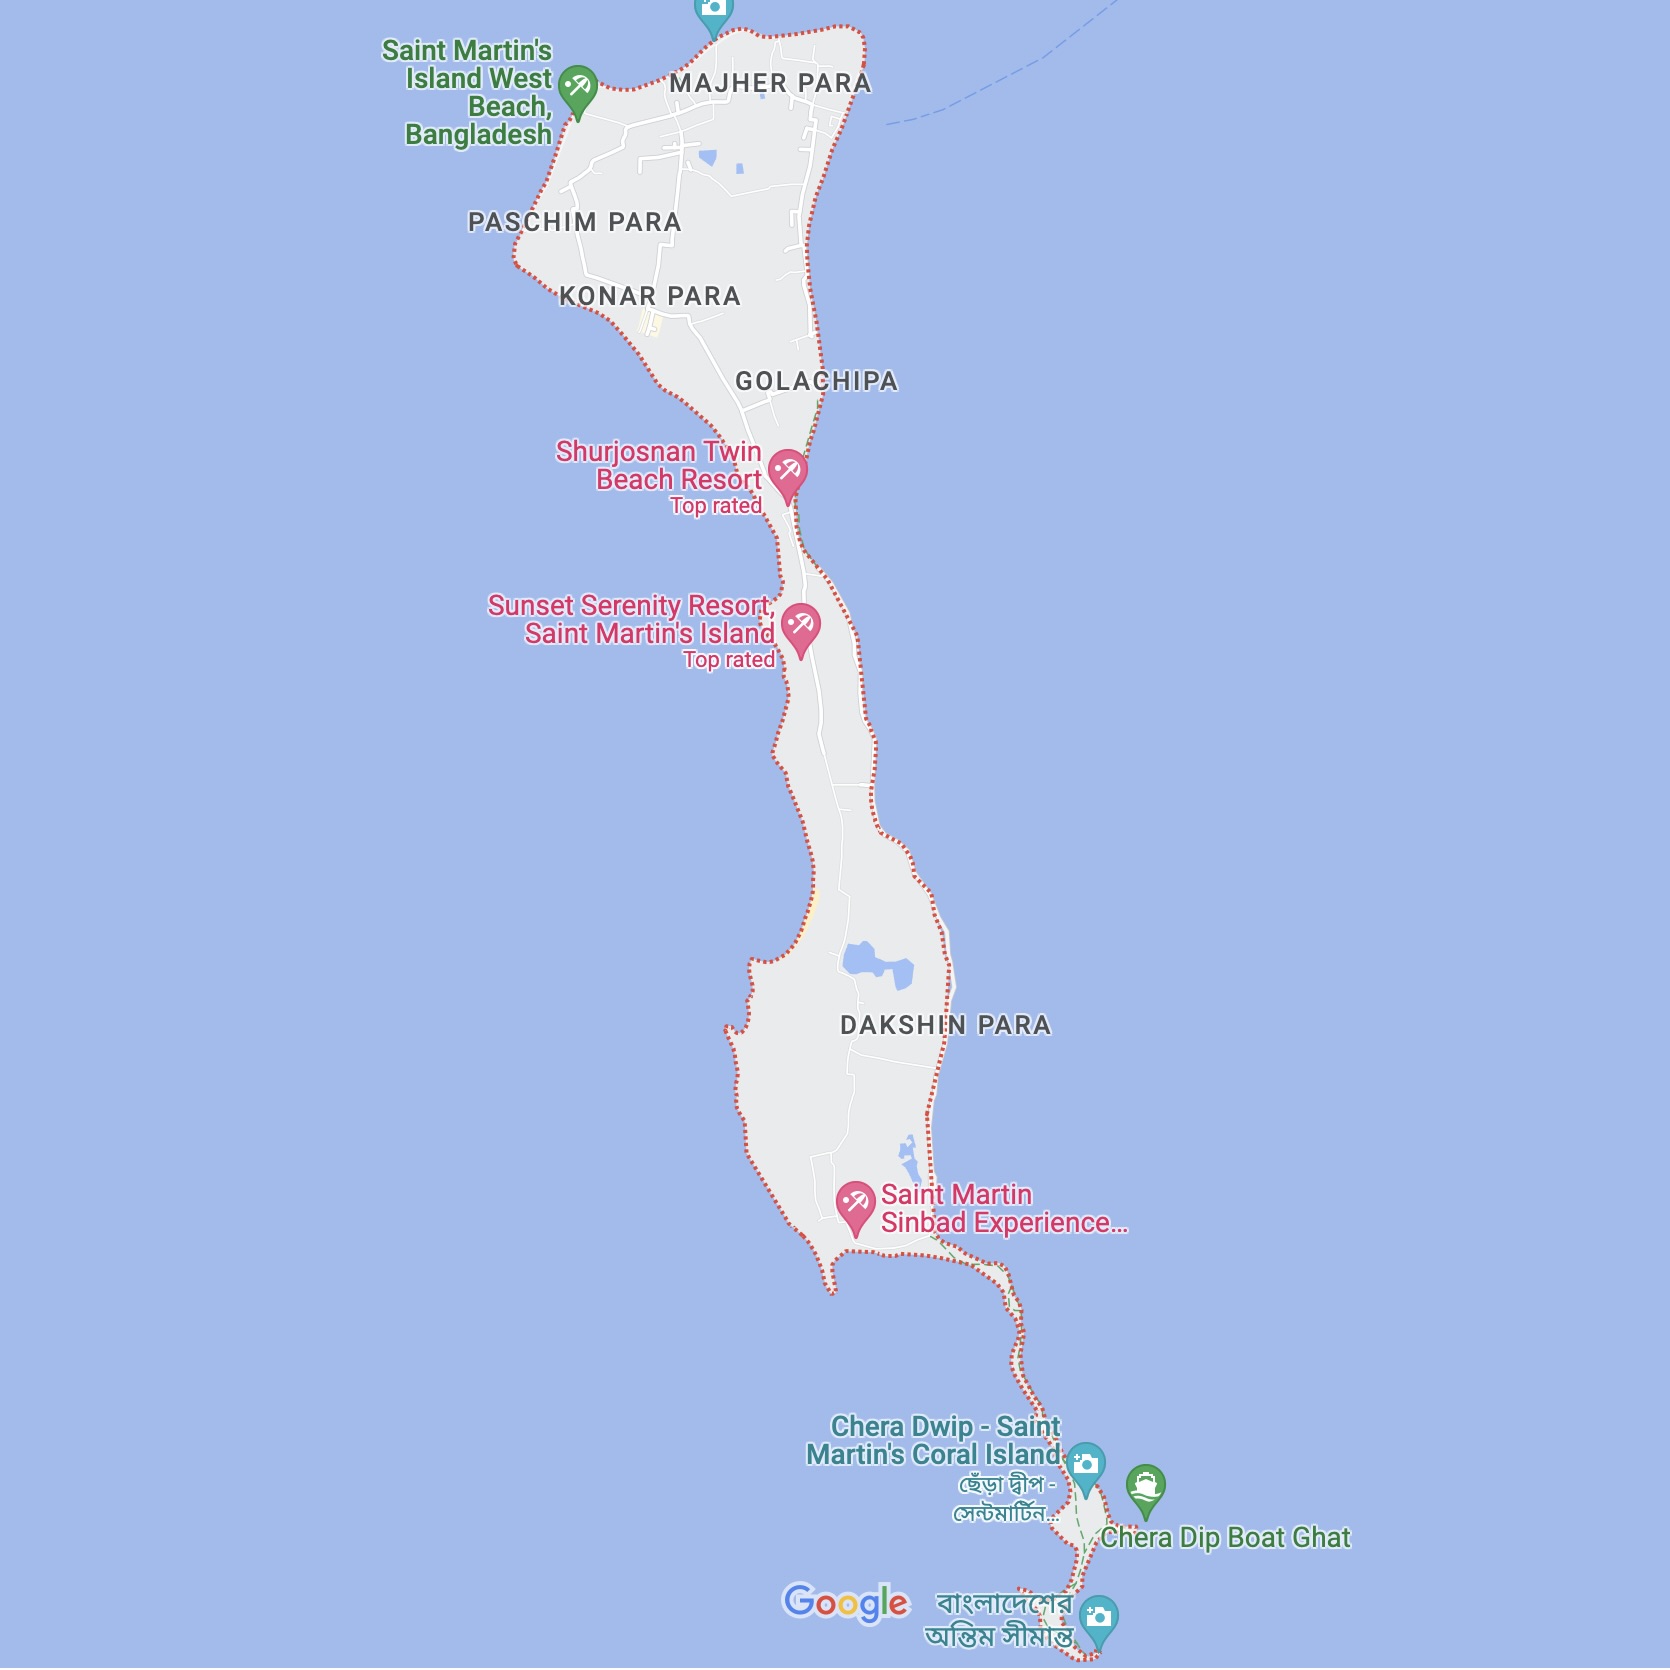 Saint Martin's
Island West
Beach,
Bangladesh
MAJHER PARA
PASCHIM PARA
KONAR PARA
GOLACHIPA
Shurjosnan Twin
Beach Resort
Top rated
Sunset Serenity Resort,
Saint Martin's Island
Top rated
DAKSHIN PARA
Saint Martin
Sinbad Experience...
Chera Dwip - Saint
Martin's Coral Island
ছেঁড়া দ্বীপ -
সেন্টমার্টিন...
Chera Dip Boat Ghat
Google
বাংলাদেশের
অন্তিম সীমান্ত